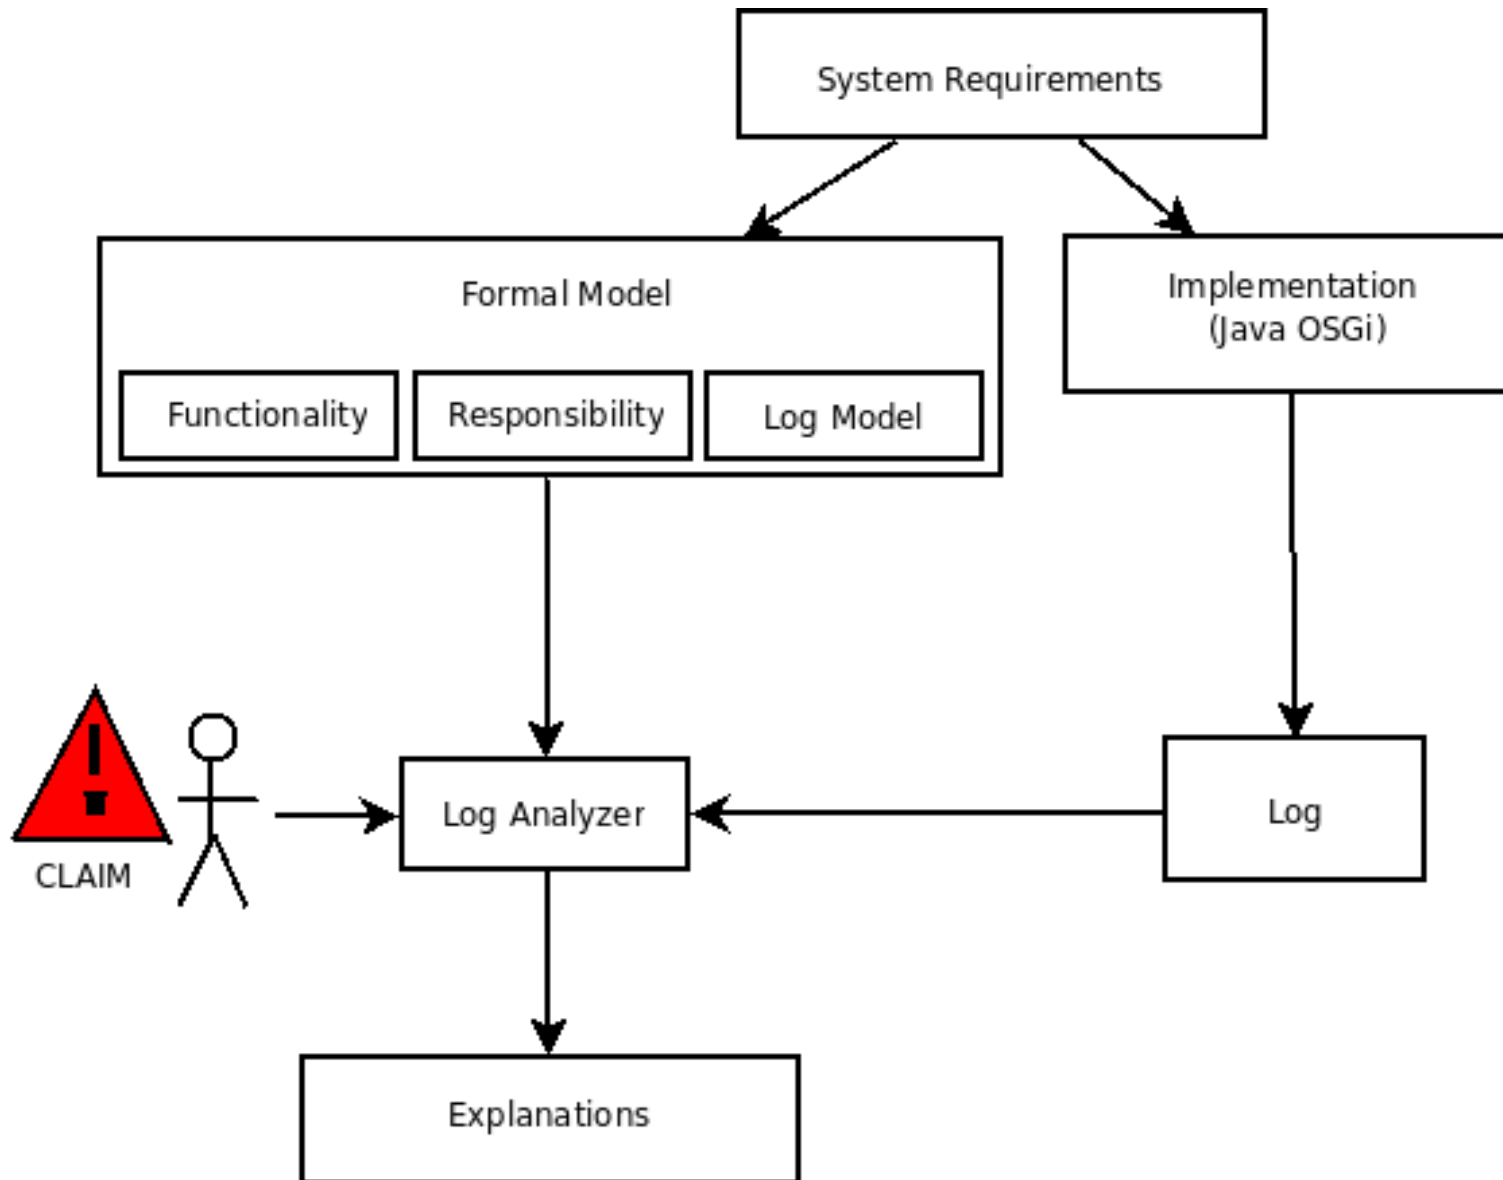 System Requirements
Formal Model
Implementation
(Java OSGi)
Functionality
Responsibility
Log Model
!
CLAIM
Log Analyzer
Log
Explanations